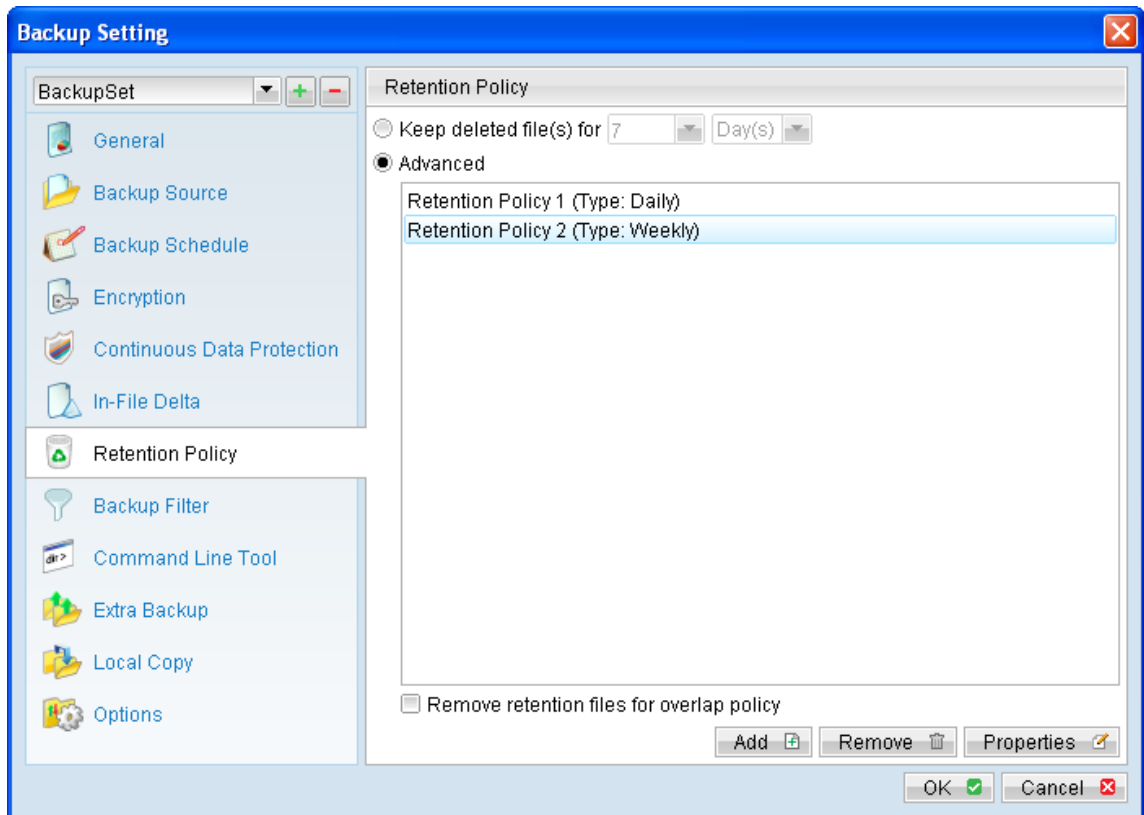 Backup Setting
BackupSet
General
Backup Source
Backup Schedule
Encryption
Continuous Data Protection
In-File Delta
Retention Policy
Backup Filter
dir>
Command Line Tool
Extra Backup
Local Copy
Options
Retention Policy
Keep deleted file(s) for 7 Day(s)
Advanced
Retention Policy 1 (Type: Daily)
Retention Policy 2 (Type: Weekly)
Remove retention files for overlap policy
Add Remove Properties
OK Cancel